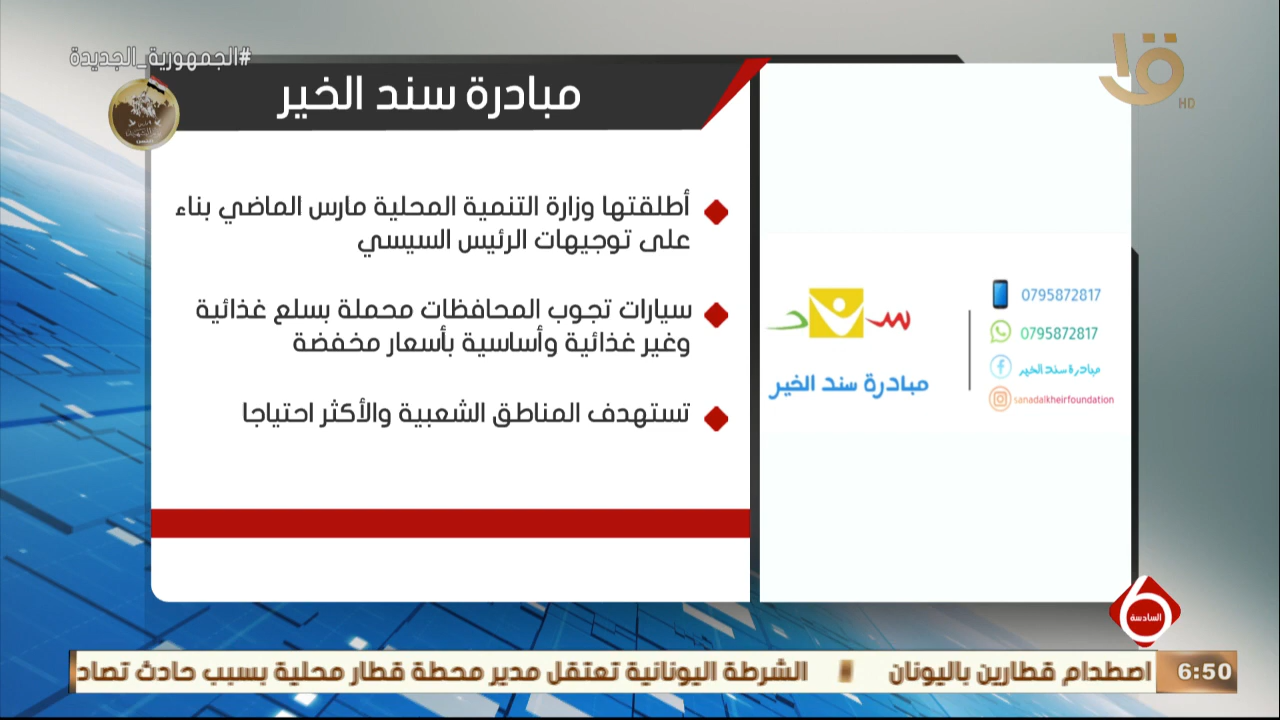 #الجمهورية_الجديدة
HD
مبادرة سند الخير
أطلقتها وزارة التنمية المحلية مارس الماضي بناء
على توجيهات الرئيس السيسي
سيارات تجوب المحافظات محملة بسلع غذائية
وغير غذائية وأساسية بأسعار مخفضة
تستهدف المناطق الشعبية والأكثر احتياجا
0795872817
0795872817
مبادرة سند الخير
sanadalkheirfoundation
سند
مبادرة سند الخير
6
السادسة
6:50
اصطدام قطارين باليونان
الشرطة اليونانية تعتقل مدير محطة قطار محلية بسبب حادث تصاد